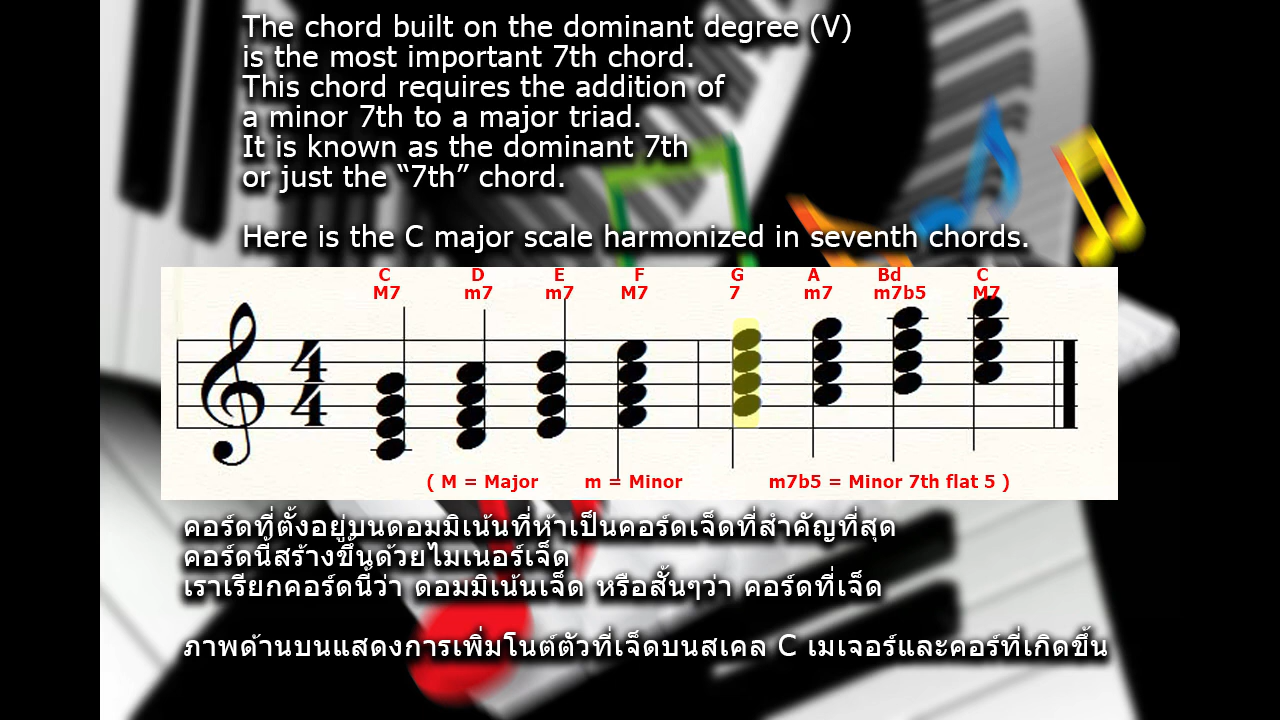 The chord built on the dominant degree (V)
is the most important 7th chord.
This chord requires the addition of
a minor 7th to a major triad.
It is known as the dominant 7th
or just the “7th” chord.
Here is the C major scale harmonized in seventh chords.
C D E F G A Bd C
M7 m7 m7 M7 7 m7 m7b5 M7
4
4
( M = Major m = Minor m7b5 = Minor 7th flat 5 )
คอร์ดที่ตั้งอยู่บนดอมมิเน้นที่ห้าเป็นคอร์ดเจ็ดที่สำคัญที่สุด
คอร์ดนี้สร้างขึ้นด้วยไมเนอร์เจ็ด
เราเรียกคอร์ดนี้ว่า ดอมมิเน้นเจ็ด หรือสั้นๆว่า คอร์ดที่เจ็ด
ภาพด้านบนแสดงการเพิ่มโนต์ตัวที่เจ็ดบนสเคล C เมเจอร์และคอร์ที่เกิดขึ้น